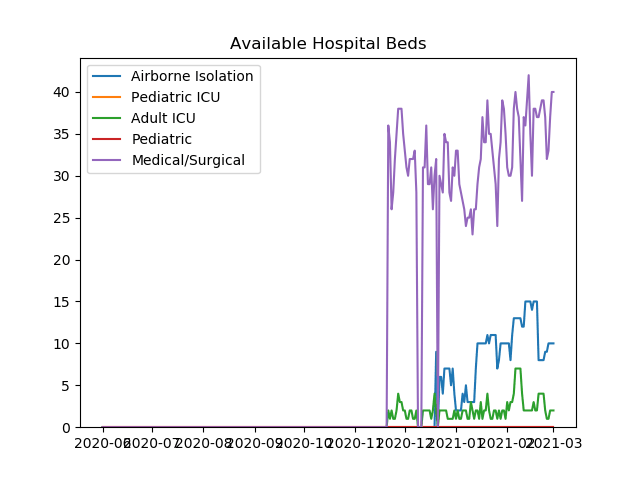 Available Hospital Beds
Airborne Isolation
Pediatric ICU
Adult ICU
Pediatric
Medical/Surgical
40
35
30
25
20
15
10
5
0
2020-06 2020-07 2020-08 2020-09 2020-10 2020-11 2020-12 2021-01 2021-02 2021-03